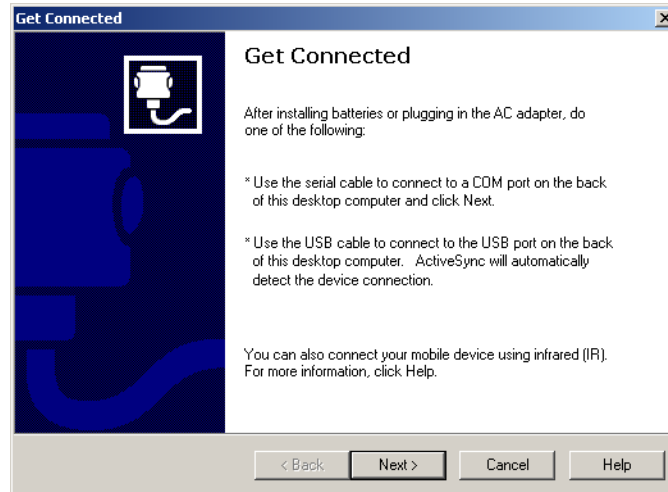 Get Connected
Get Connected
After installing batteries or plugging in the AC adapter, do
one of the following:
* Use the serial cable to connect to a COM port on the back
of this desktop computer and click Next.
* Use the USB cable to connect to the USB port on the back
of this desktop computer.   ActiveSync will automatically
detect the device connection.
You can also connect your mobile device using infrared (IR).
For more information, click Help.
< Back
Next >
Cancel
Help